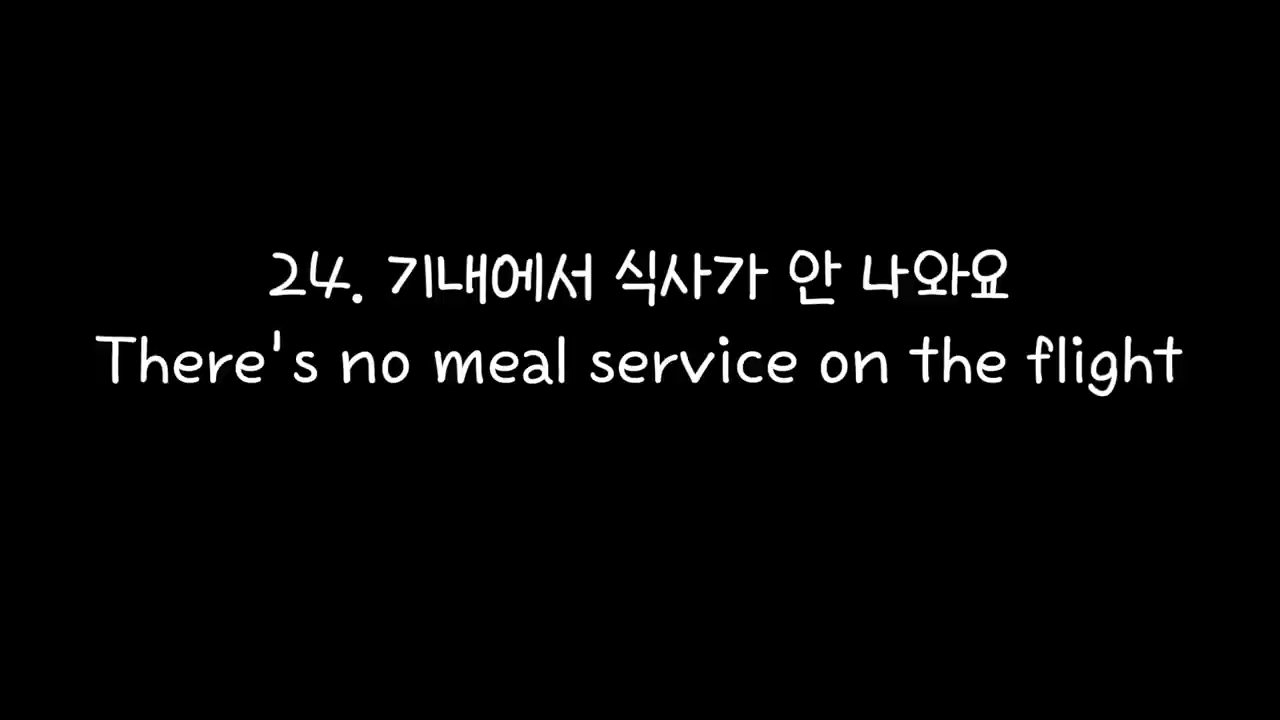 24. 기내에서 식사가 안 나와요
There's no meal service on the flight